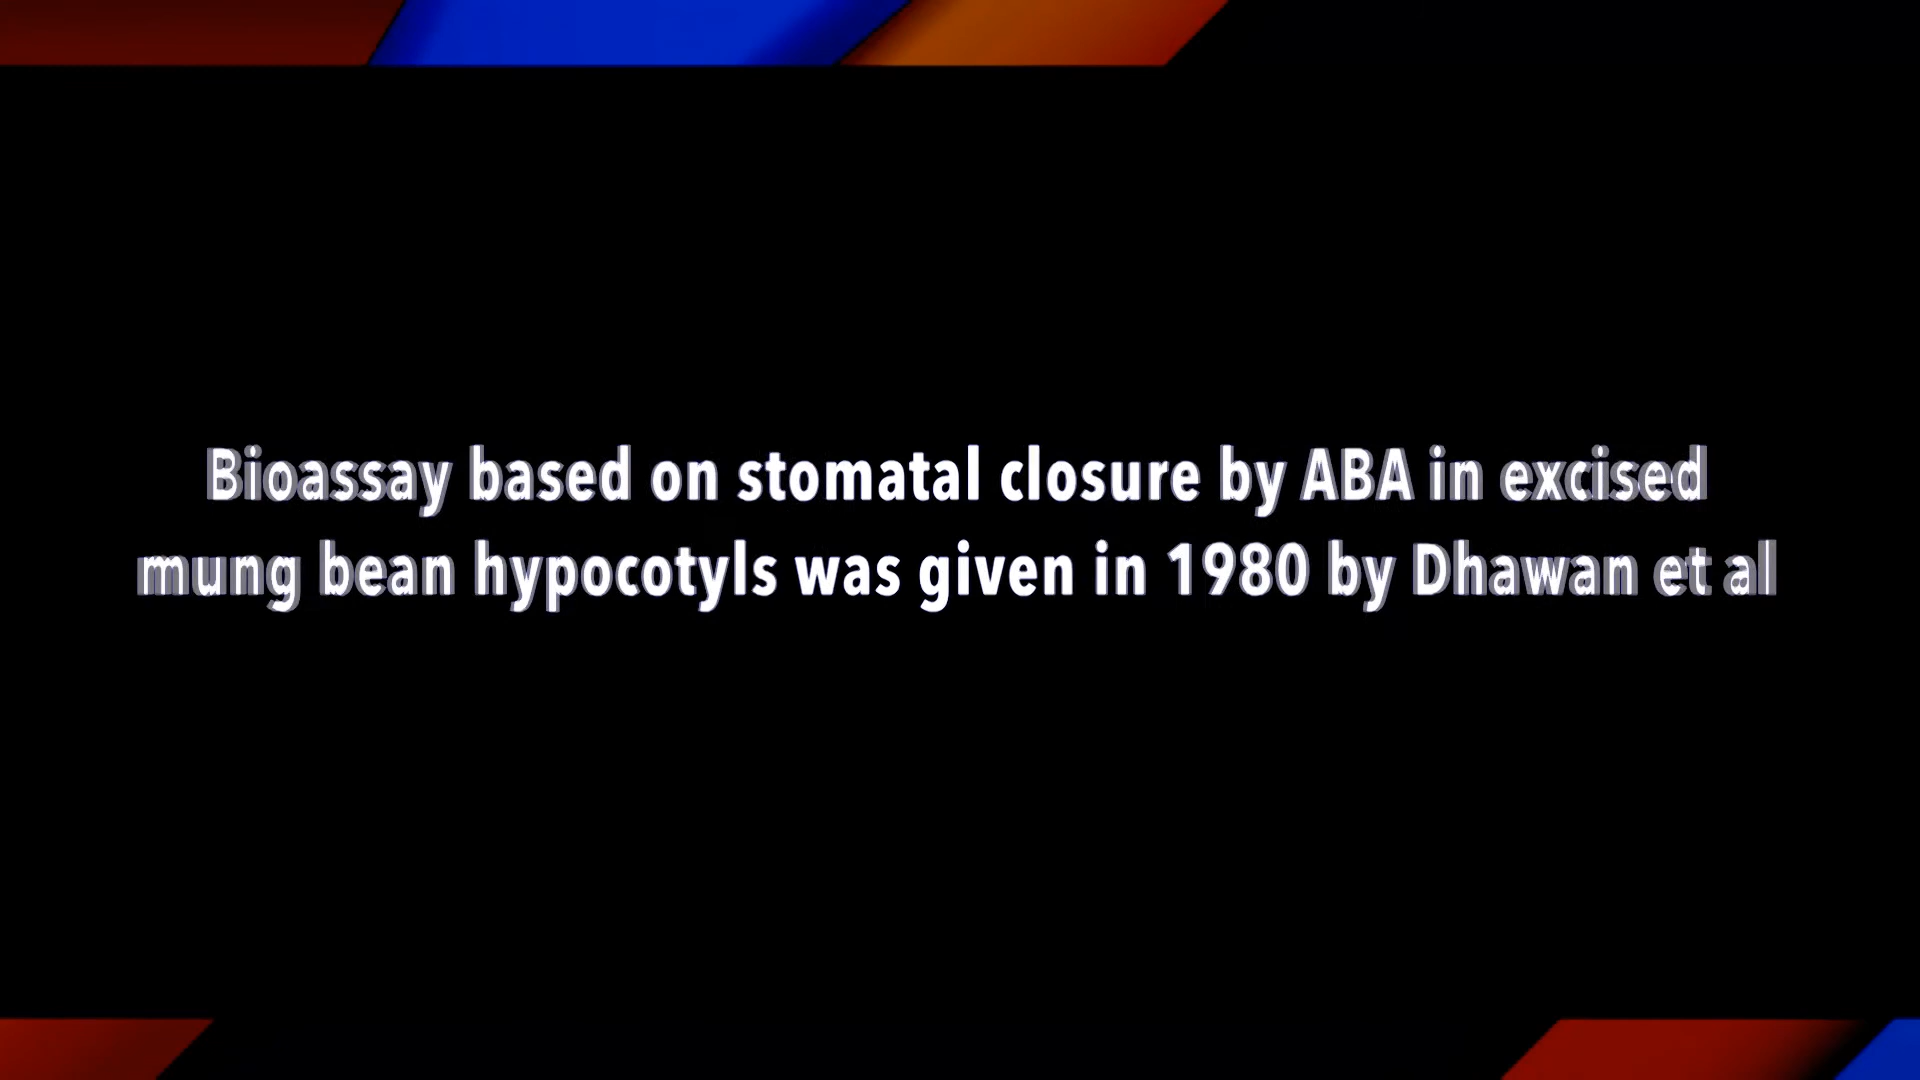 Bioassay based on stomatal closure by ABA in excised
mung bean hypocotyls was given in 1980 by Dhawan et al